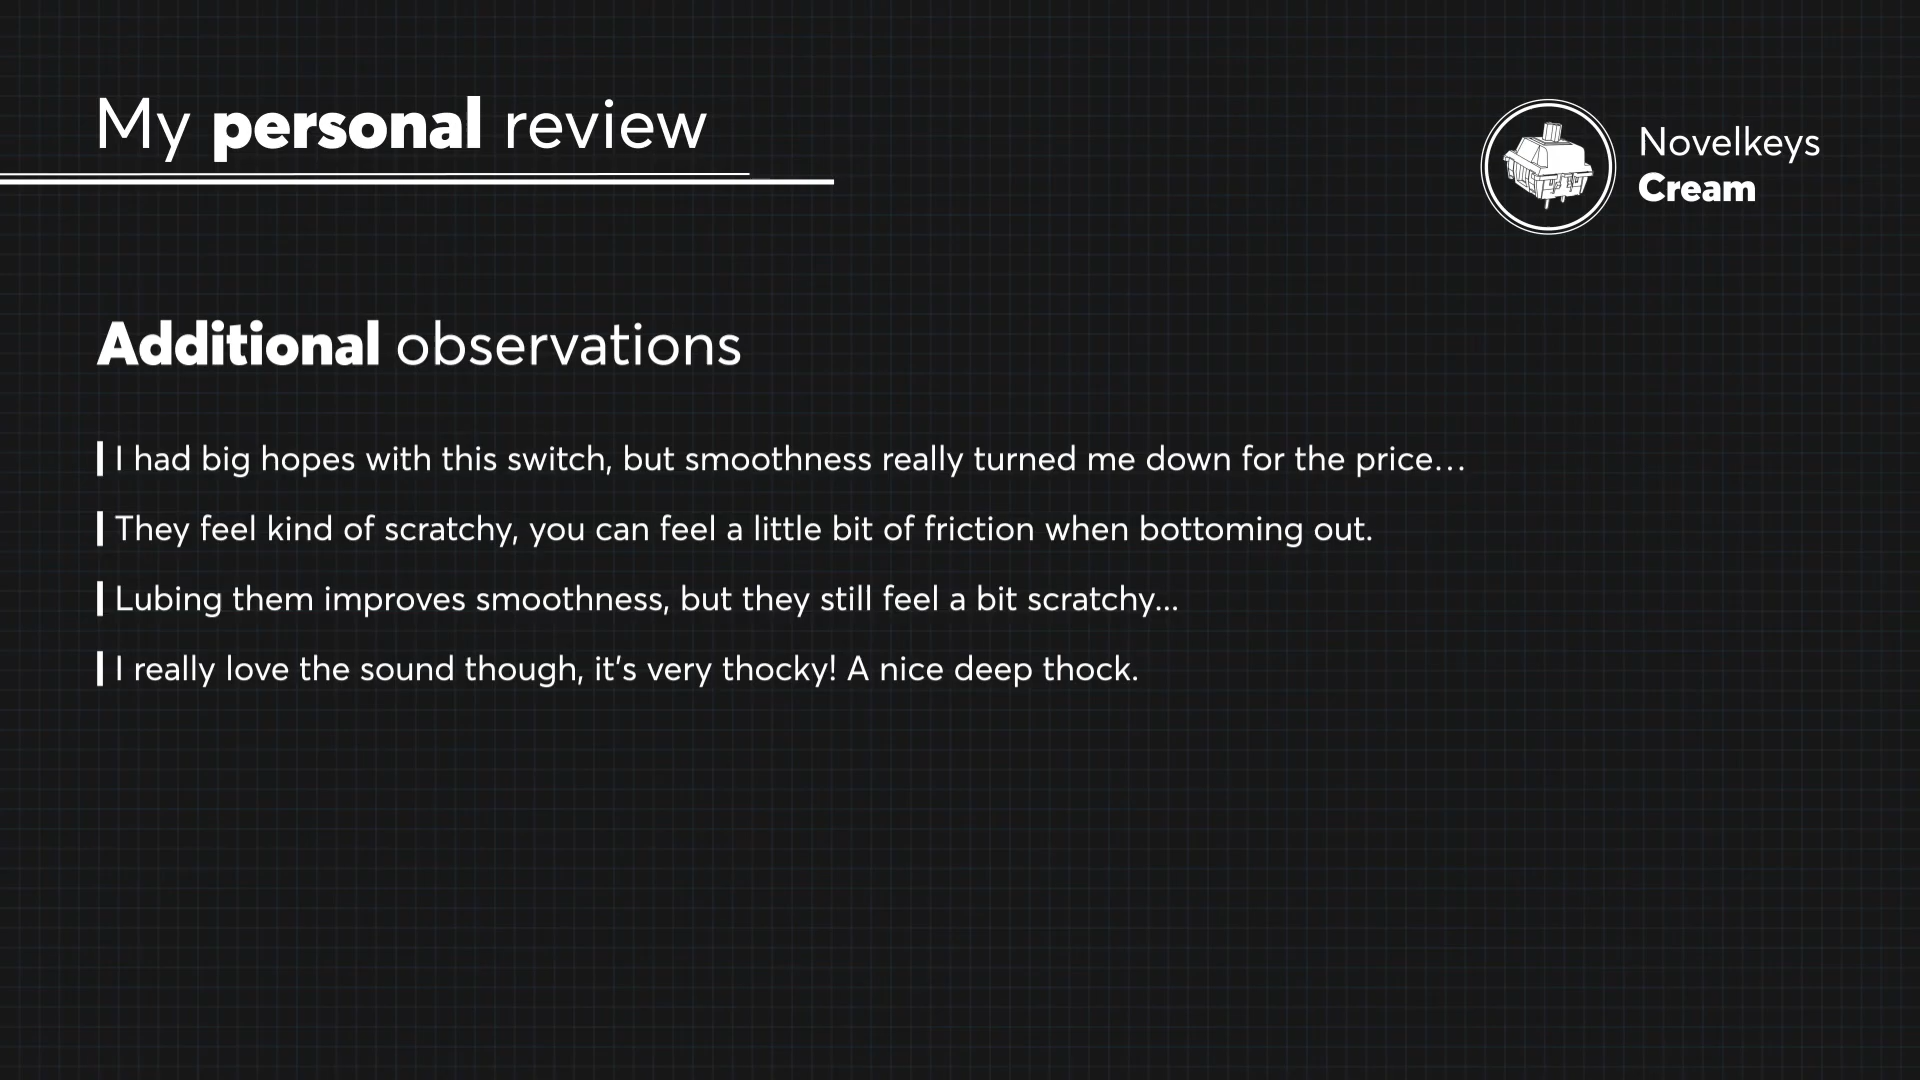 My personal review
Novelkeys
Cream
Additional observations
I had big hopes with this switch, but smoothness really turned me down for the price…
They feel kind of scratchy, you can feel a little bit of friction when bottoming out.
Lubing them improves smoothness, but they still feel a bit scratchy...
I really love the sound though, it’s very thocky! A nice deep thock.